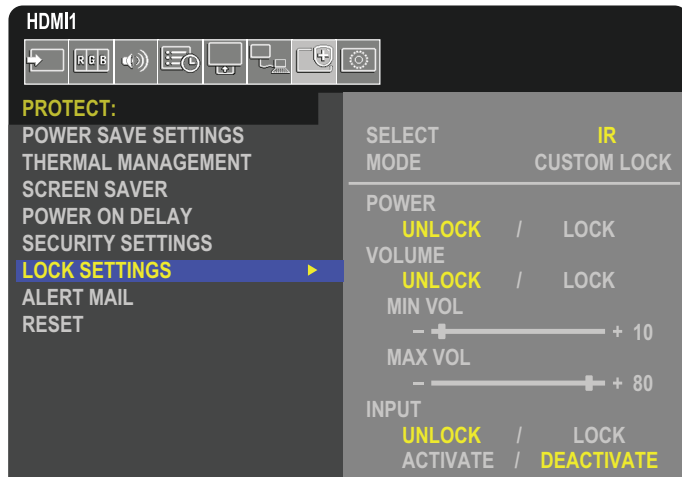 HDMI1
R G B
PROTECT:
POWER SAVE SETTINGS
THERMAL MANAGEMENT
SCREEN SAVER
POWER ON DELAY
SECURITY SETTINGS
LOCK SETTINGS
ALERT MAIL
RESET
SELECT IR
MODE CUSTOM LOCK
POWER
UNLOCK / LOCK
VOLUME
UNLOCK / LOCK
MIN VOL
– + 10
MAX VOL
– + 80
INPUT
UNLOCK / LOCK
ACTIVATE / DEACTIVATE